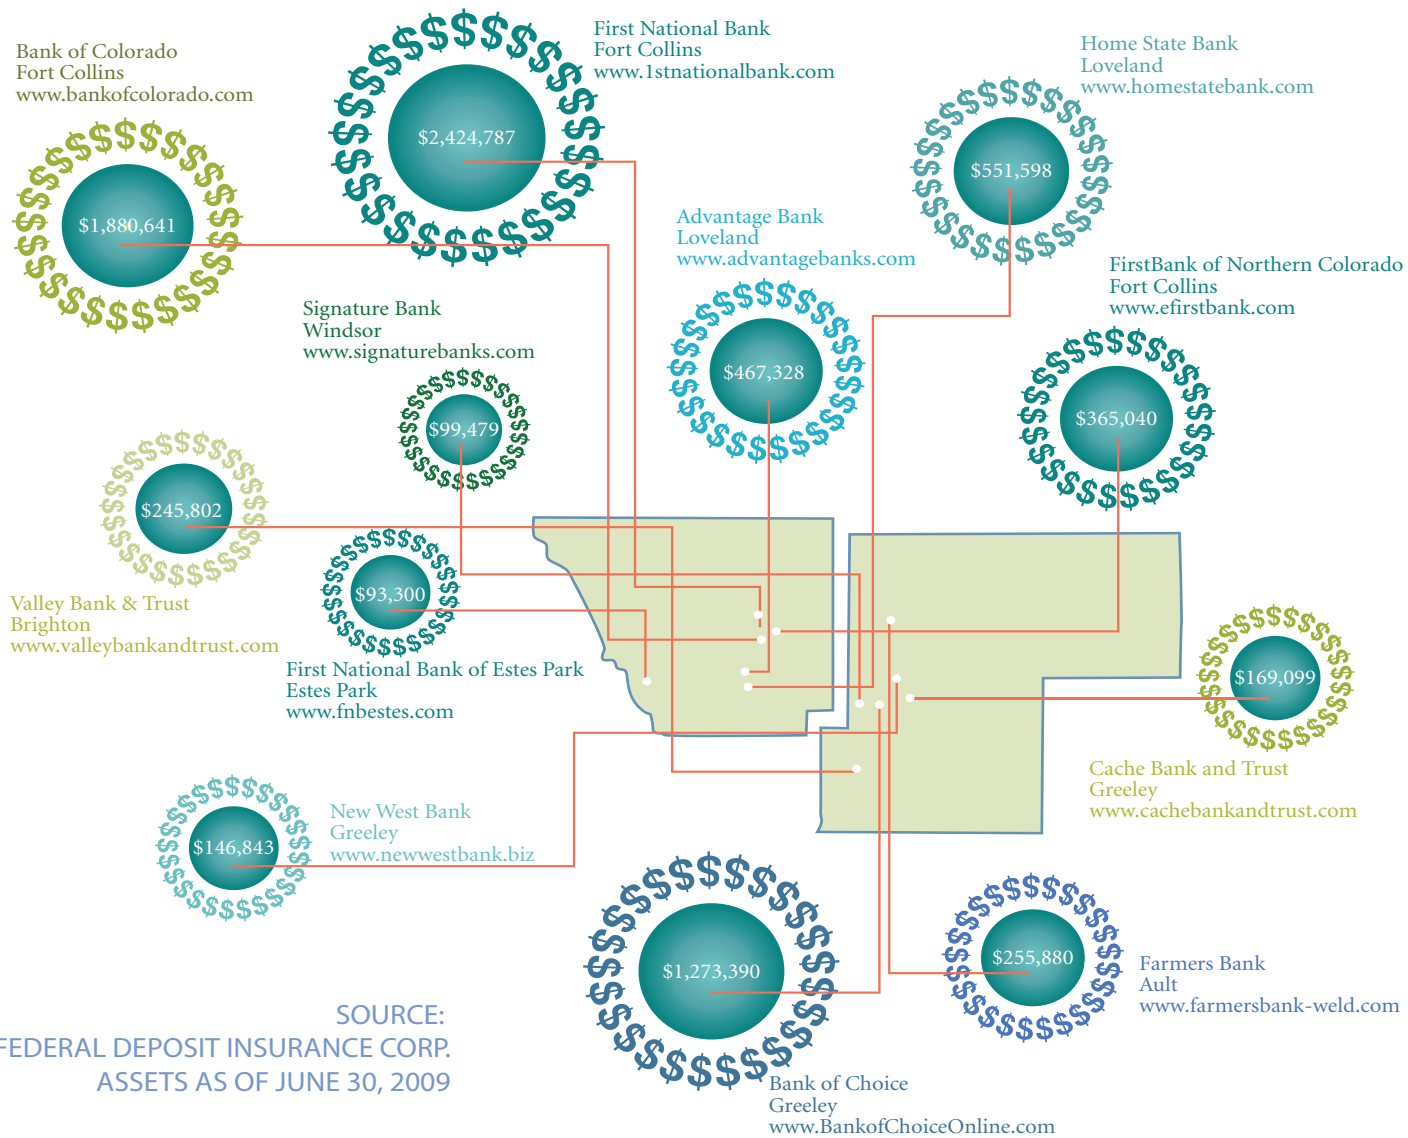 First National Bank
Fort Collins
www.1stnationalbank.com
$2,424,787
Bank of Colorado
Fort Collins
www.bankofcolorado.com
$1,880,641
Home State Bank
Loveland
www.homestatebank.com
$551,598
Advantage Bank
Loveland
www.advantagebanks.com
$467,328
FirstBank of Northern Colorado
Fort Collins
www.efirstbank.com
$365,040
Signature Bank
Windsor
www.signaturebanks.com
$99,479
$245,802
Valley Bank & Trust
Brighton
www.valleybankandtrust.com
$93,300
First National Bank of Estes Park
Estes Park
www.fnbestes.com
$169,099
Cache Bank and Trust
Greeley
www.cachebankandtrust.com
$146,843
New West Bank
Greeley
www.newwestbank.biz
$1,273,390
Bank of Choice
Greeley
www.BankofChoiceOnline.com
$255,880
Farmers Bank
Ault
www.farmersbank-weld.com
SOURCE:
FEDERAL DEPOSIT INSURANCE CORP.
ASSETS AS OF JUNE 30, 2009